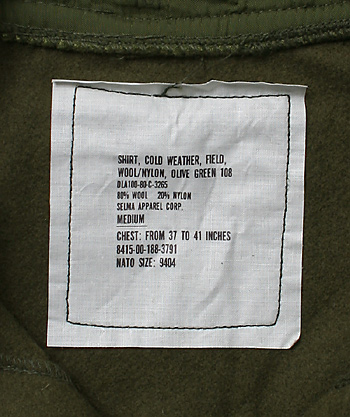 SHIRT, COLD WEATHER, FIELD,
WOOL/NYLON, OLIVE GREEN 108
DLA100-80-C-3265
80% WOOL 20% NYLON
SELMA APPAREL CORP.
MEDIUM
CHEST: FROM 37 TO 41 INCHES
8415-00-188-3791
NATO SIZE: 9404